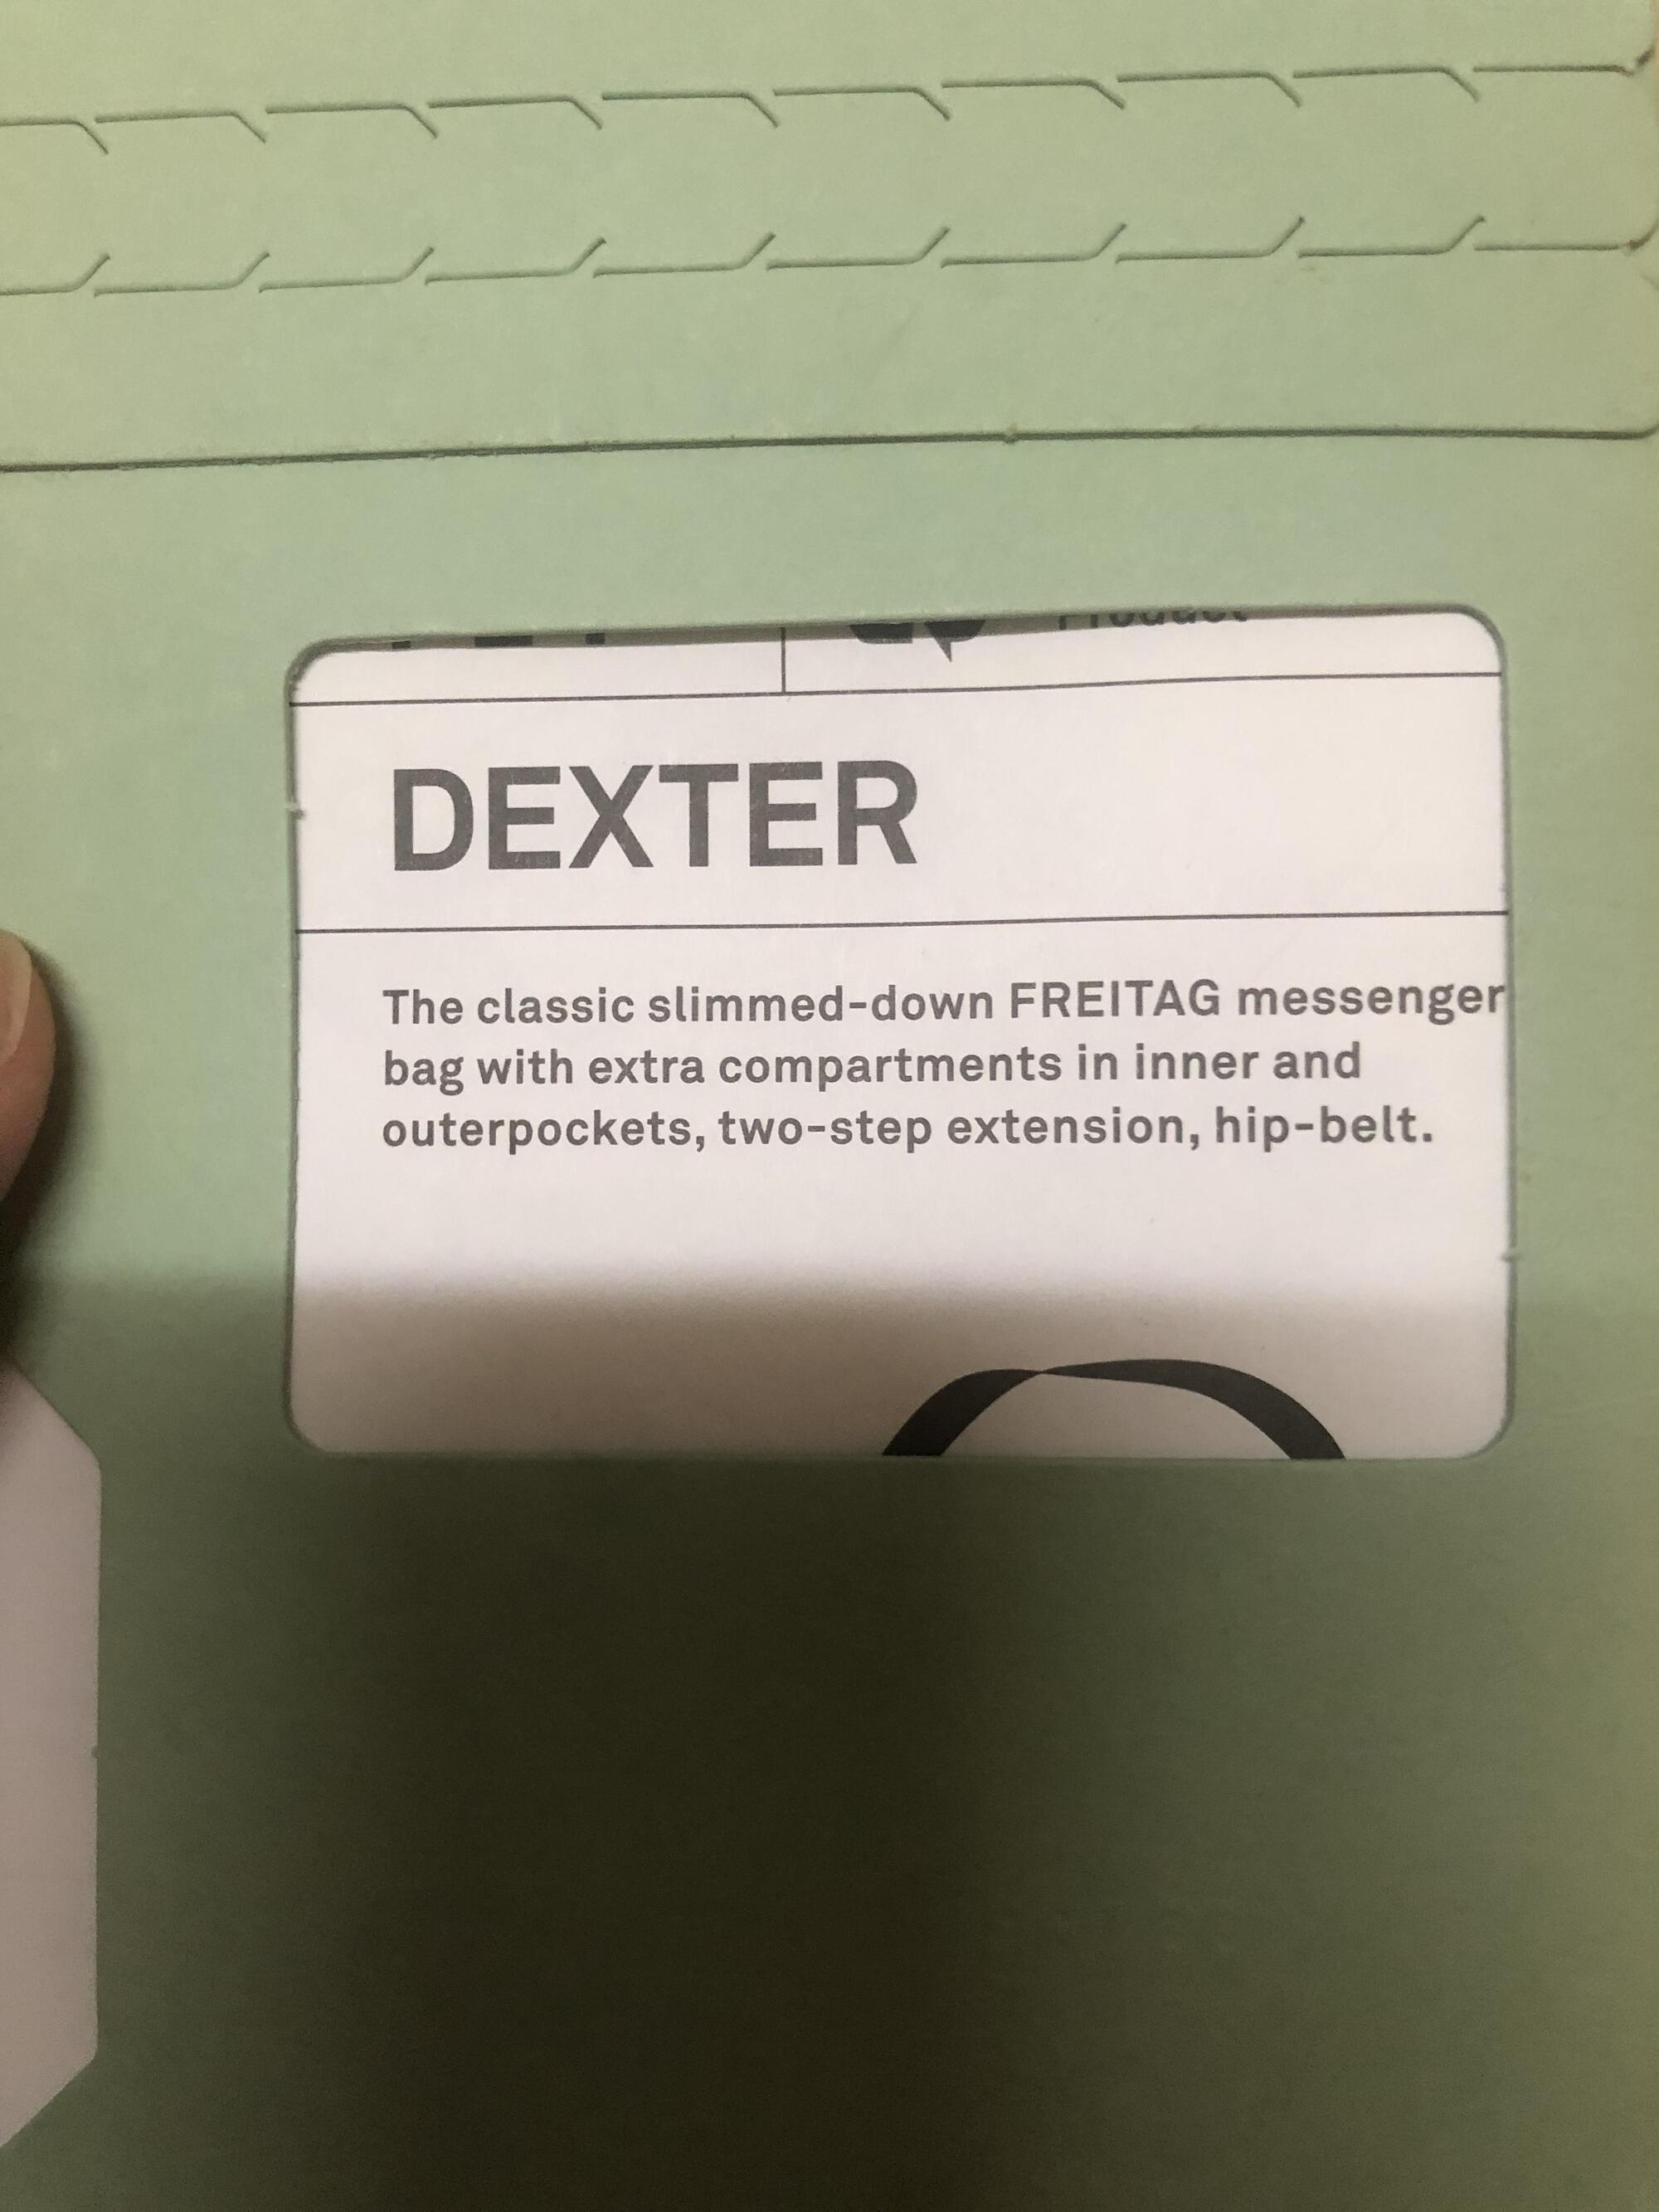 Product
DEXTER
The classic slimmed-down FREITAG messenger
bag with extra compartments in inner and
outerpockets, two-step extension, hip-belt.